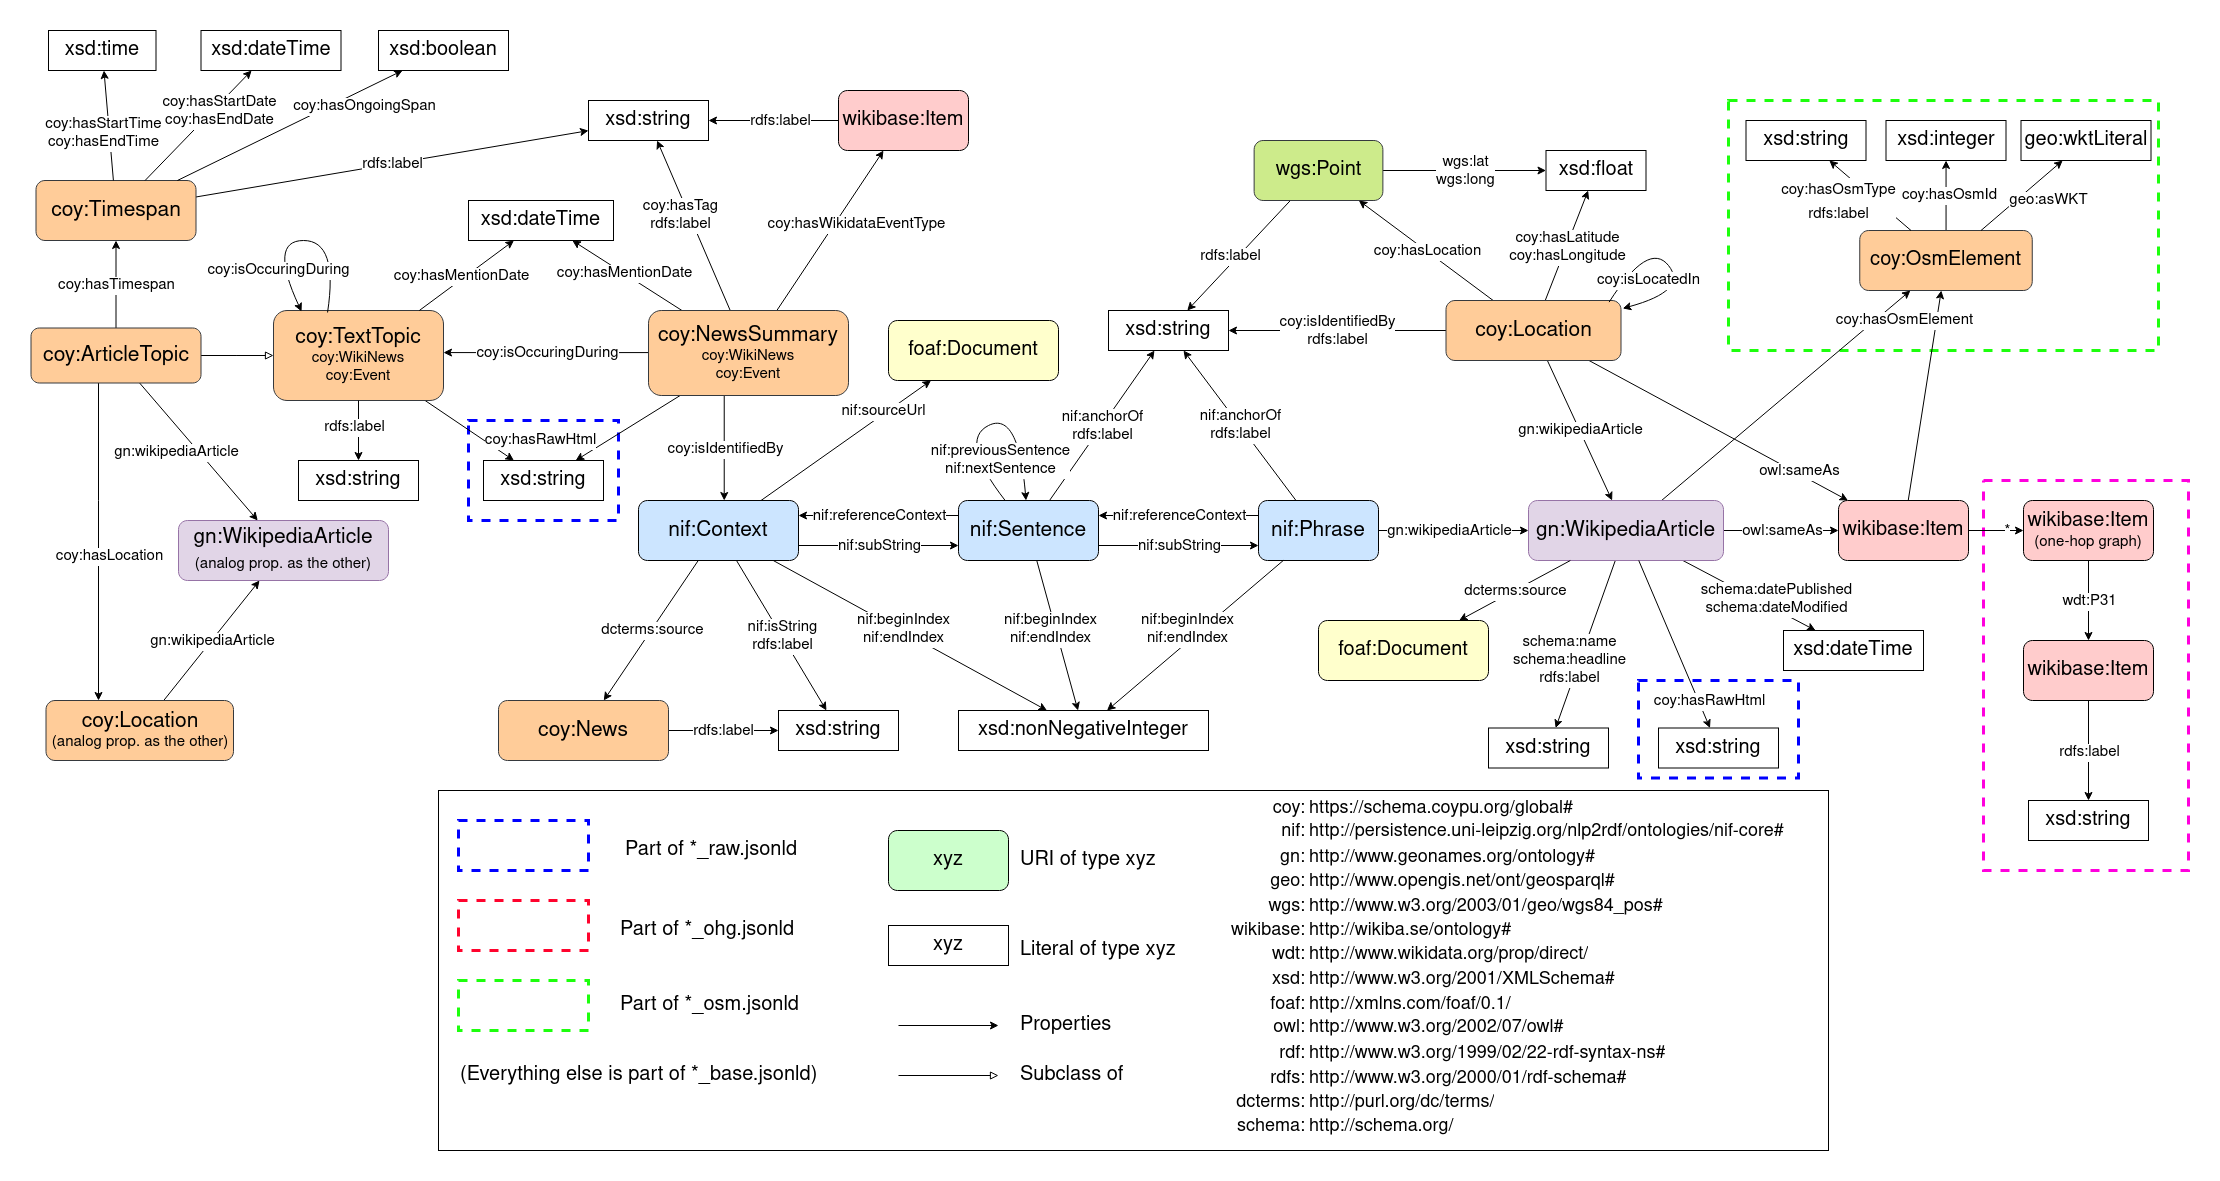 xsd:time
xsd:dateTime
xsd:boolean
coy:hasStartTime
coy:hasEndTime
coy:hasStartDate
coy:hasEndDate
coy:hasOngoingSpan
rdfs:label
coy:Timespan
coy:hasTimespan
coy:ArticleTopic
coy:isOccuringDuring
coy:TextTopic
coy:WikiNews
coy:Event
rdfs:label
xsd:string
gn:wikipediaArticle
gn:WikipediaArticle
(analog prop. as the other)
coy:hasLocation
gn:wikipediaArticle
coy:Location
(analog prop. as the other)
xsd:string
rdfs:label
wikibase:Item
xsd:dateTime
coy:hasTag
rdfs:label
coy:hasWikidataEventType
coy:hasMentionDate
coy:hasMentionDate
coy:isOccuringDuring
coy:NewsSummary
coy:WikiNews
coy:Event
coy:hasRawHtml
xsd:string
coy:isIdentifiedBy
foaf:Document
nif:sourceUrl
nif:Context
nif:referenceContext
nif:subString
nif:previousSentence
nif:nextSentence
nif:Sentence
nif:anchorOf
rdfs:label
nif:referenceContext
nif:subString
nif:anchorOf
rdfs:label
nif:Phrase
dcterms:source
nif:isString
rdfs:label
nif:beginIndex
nif:endIndex
nif:beginIndex
nif:endIndex
nif:beginIndex
nif:endIndex
coy:News
rdfs:label
xsd:string
xsd:nonNegativeInteger
wgs:Point
wgs:lat
wgs:long
xsd:float
rdfs:label
coy:hasLocation
coy:hasLatitude
coy:hasLongitude
coy:isLocatedIn
xsd:string
coy:isIdentifiedBy
rdfs:label
coy:Location
xsd:string
xsd:integer
geo:wktLiteral
coy:hasOsmType
rdfs:label
coy:hasOsmId
geo:asWKT
coy:OsmElement
coy:hasOsmElement
gn:wikipediaArticle
owl:sameAs
gn:wikipediaArticle
gn:WikipediaArticle
owl:sameAs
wikibase:Item
*
wikibase:Item
(one-hop graph)
wdt:P31
wikibase:Item
rdfs:label
xsd:string
dcterms:source
foaf:Document
schema:name
schema:headline
rdfs:label
xsd:string
coy:hasRawHtml
xsd:string
schema:datePublished
schema:dateModified
xsd:dateTime
Part of *_raw.jsonld
Part of *_ohg.jsonld
Part of *_osm.jsonld
(Everything else is part of *_base.jsonld)
xyz
URI of type xyz
xyz
Literal of type xyz
Properties
Subclass of
coy: https://schema.coypu.org/global#
nif: http://persistence.uni-leipzig.org/nlp2rdf/ontologies/nif-core#
gn: http://www.geonames.org/ontology#
geo: http://www.opengis.net/ont/geosparql#
wgs: http://www.w3.org/2003/01/geo/wgs84_pos#
wikibase: http://wikiba.se/ontology#
wdt: http://www.wikidata.org/prop/direct/
xsd: http://www.w3.org/2001/XMLSchema#
foaf: http://xmlns.com/foaf/0.1/
owl: http://www.w3.org/2002/07/owl#
rdf: http://www.w3.org/1999/02/22-rdf-syntax-ns#
rdfs: http://www.w3.org/2000/01/rdf-schema#
dcterms: http://purl.org/dc/terms/
schema: http://schema.org/